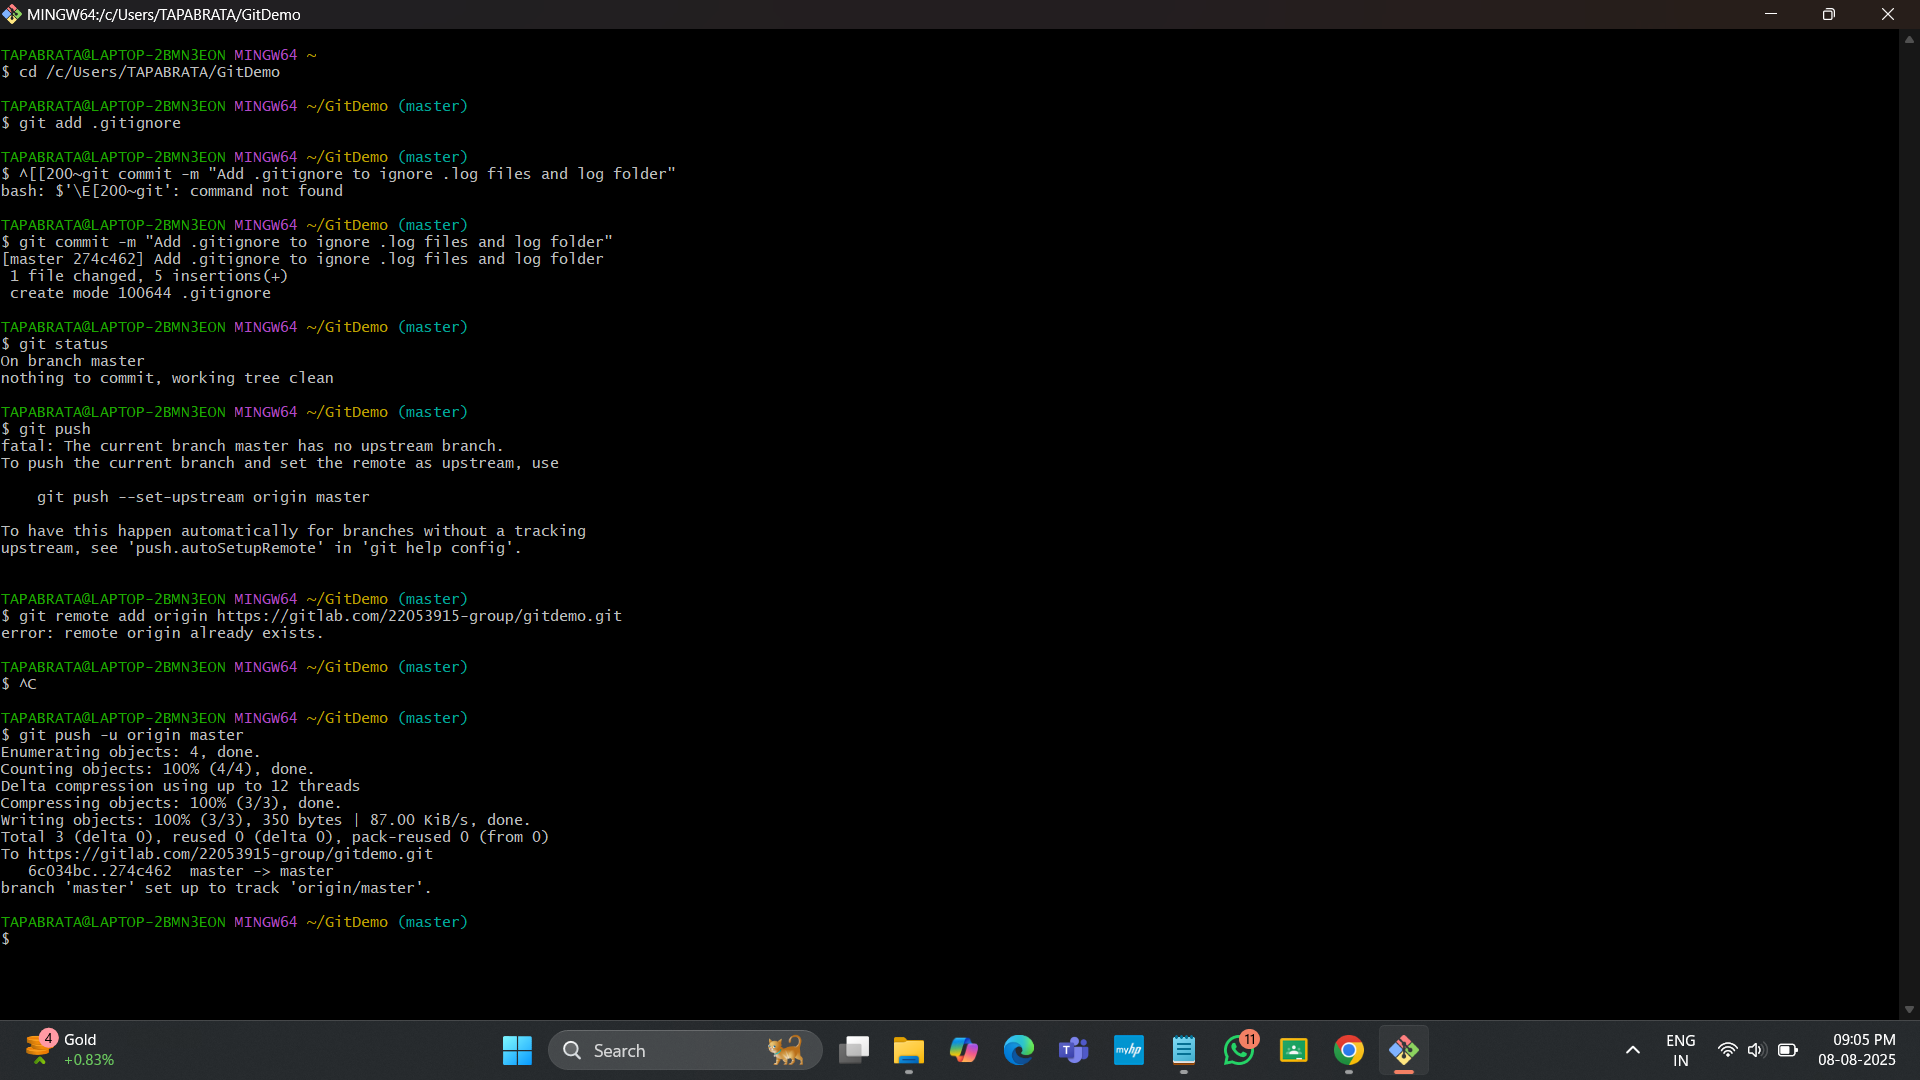 MINGW64:/c/Users/TAPABRATA/GitDemo
TAPABRATA@LAPTOP-2BMN3EON MINGW64 ~
$ cd /c/Users/TAPABRATA/GitDemo
TAPABRATA@LAPTOP-2BMN3EON MINGW64 ~/GitDemo (master)
$ git add .gitignore
TAPABRATA@LAPTOP-2BMN3EON MINGW64 ~/GitDemo (master)
$ ^[[200~git commit -m "Add .gitignore to ignore .log files and log folder"
bash: $'\E[200~git': command not found
TAPABRATA@LAPTOP-2BMN3EON MINGW64 ~/GitDemo (master)
$ git commit -m "Add .gitignore to ignore .log files and log folder"
[master 274c462] Add .gitignore to ignore .log files and log folder
1 file changed, 5 insertions(+)
create mode 100644 .gitignore
TAPABRATA@LAPTOP-2BMN3EON MINGW64 ~/GitDemo (master)
$ git status
On branch master
nothing to commit, working tree clean
TAPABRATA@LAPTOP-2BMN3EON MINGW64 ~/GitDemo (master)
$ git push
fatal: The current branch master has no upstream branch.
To push the current branch and set the remote as upstream, use
git push --set-upstream origin master
To have this happen automatically for branches without a tracking
upstream, see 'push.autoSetupRemote' in 'git help config'.
TAPABRATA@LAPTOP-2BMN3EON MINGW64 ~/GitDemo (master)
$ git remote add origin https://gitlab.com/22053915-group/gitdemo.git
error: remote origin already exists.
TAPABRATA@LAPTOP-2BMN3EON MINGW64 ~/GitDemo (master)
$ ^C
TAPABRATA@LAPTOP-2BMN3EON MINGW64 ~/GitDemo (master)
$ git push -u origin master
Enumerating objects: 4, done.
Counting objects: 100% (4/4), done.
Delta compression using up to 12 threads
Compressing objects: 100% (3/3), done.
Writing objects: 100% (3/3), 350 bytes | 87.00 KiB/s, done.
Total 3 (delta 0), reused 0 (delta 0), pack-reused 0 (from 0)
To https://gitlab.com/22053915-group/gitdemo.git
6c034bc..274c462  master -> master
branch 'master' set up to track 'origin/master'.
TAPABRATA@LAPTOP-2BMN3EON MINGW64 ~/GitDemo (master)
$
4 Gold
+0.83%
Search
myhp
11
ENG
IN
09:05 PM
08-08-2025